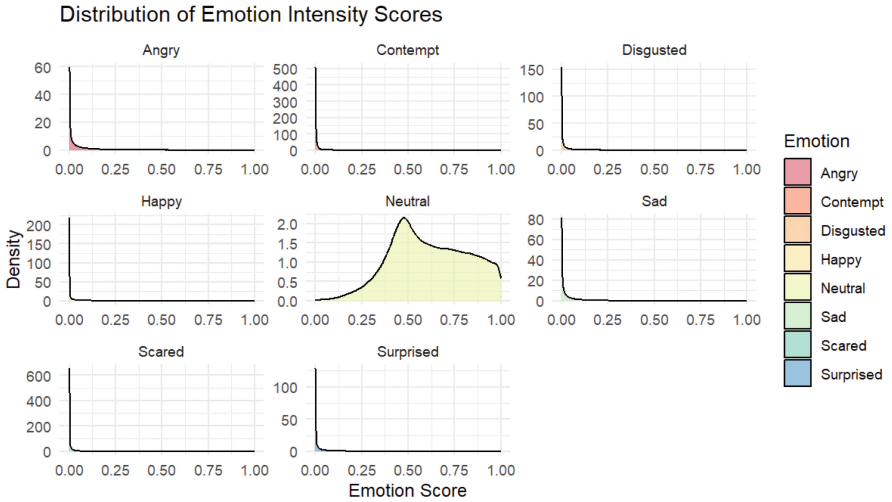 Distribution of Emotion Intensity Scores
Angry Contempt Disgusted
60
40
20
0
500
400
300
200
100
0
150
100
50
0
0.00 0.25 0.50 0.75 1.00 0.00 0.25 0.50 0.75 1.00 0.00 0.25 0.50 0.75 1.00
Happy Neutral Sad
200
150
100
50
0
2.0
1.5
1.0
0.5
0.0
80
60
40
20
0
0.00 0.25 0.50 0.75 1.00 0.00 0.25 0.50 0.75 1.00 0.00 0.25 0.50 0.75 1.00
Scared Surprised
600
400
200
0
100
50
0
0.00 0.25 0.50 0.75 1.00 0.00 0.25 0.50 0.75 1.00
Density
Emotion Score
Emotion
Angry
Contempt
Disgusted
Happy
Neutral
Sad
Scared
Surprised